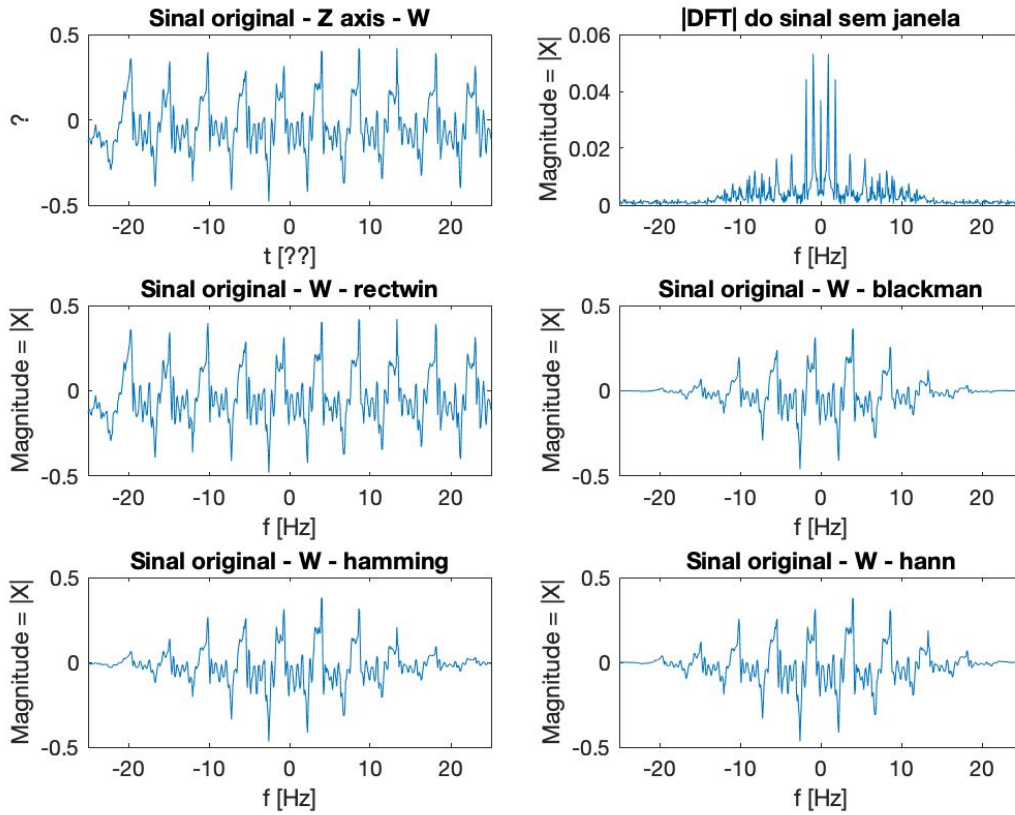 Sinal original - Z axis - W
0.5
0
-0.5
?
-20 -10 0 10 20
t [??]
|DFT| do sinal sem janela
0.06
0.04
0.02
0
Magnitude = |X|
-20 -10 0 10 20
f [Hz]
Sinal original - W - rectwin
0.5
0
-0.5
Magnitude = |X|
-20 -10 0 10 20
f [Hz]
Sinal original - W - blackman
0.5
0
-0.5
Magnitude = |X|
-20 -10 0 10 20
f [Hz]
Sinal original - W - hamming
0.5
0
-0.5
Magnitude = |X|
-20 -10 0 10 20
f [Hz]
Sinal original - W - hann
0.5
0
-0.5
Magnitude = |X|
-20 -10 0 10 20
f [Hz]